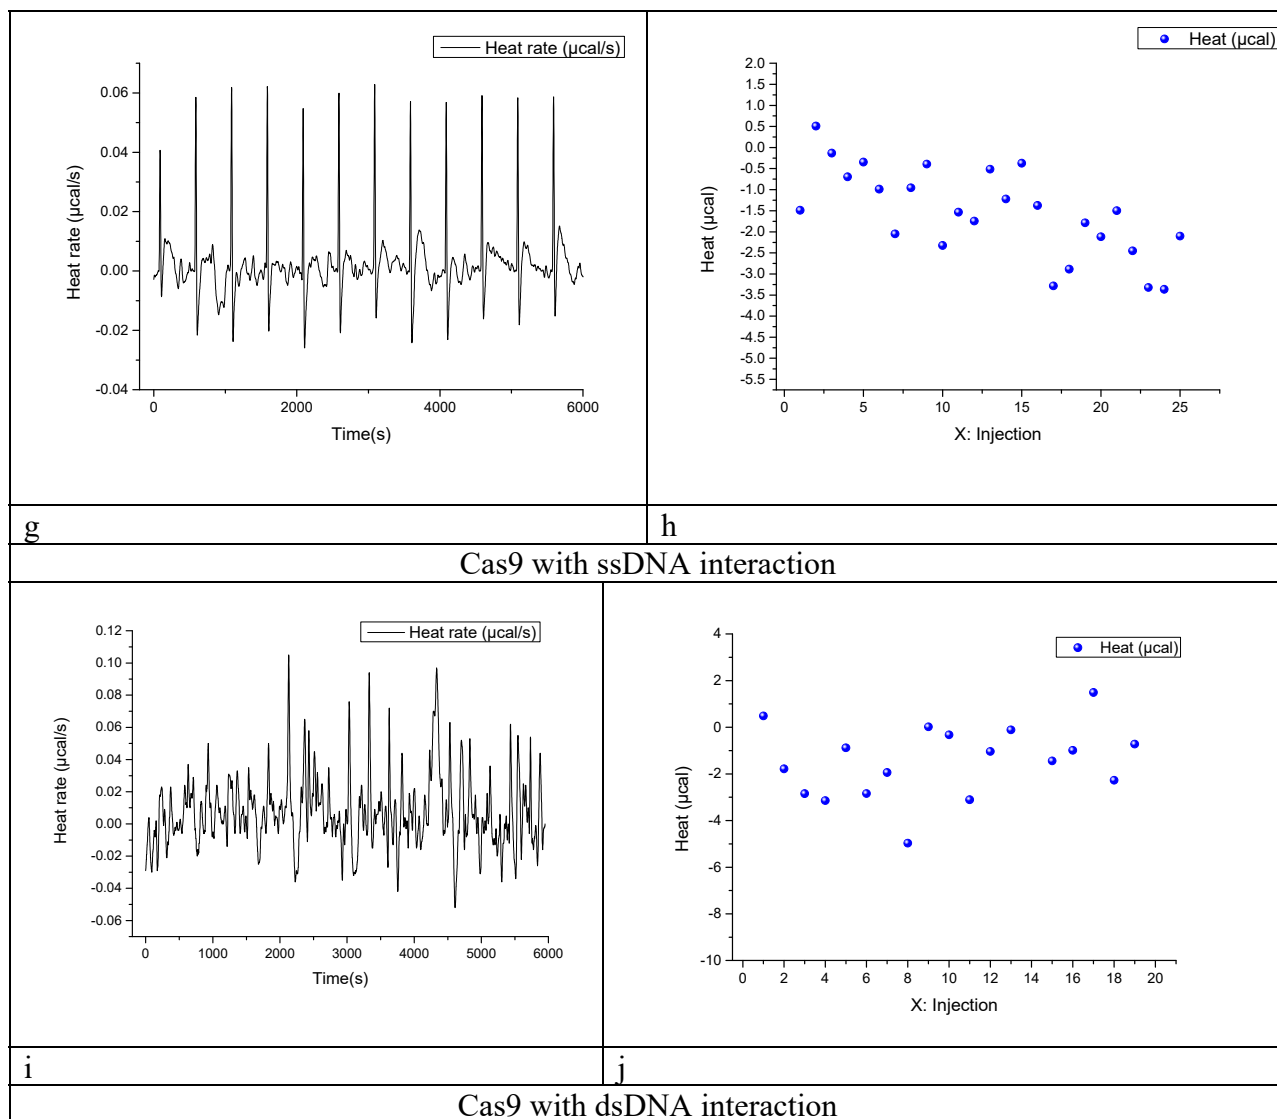 Heat rate (µcal/s)
0.06
0.04
0.02
0.00
-0.02
-0.04
Heat rate (µcal/s)
0 2000 4000 6000
Time(s)
Heat (µcal)
2.0
1.5
1.0
0.5
0.0
-0.5
-1.0
-1.5
-2.0
-2.5
-3.0
-3.5
-4.0
-4.5
-5.0
-5.5
Heat (µcal)
0 5 10 15 20 25
X: Injection
g h
Cas9 with ssDNA interaction
Heat rate (µcal/s)
0.12
0.10
0.08
0.06
0.04
0.02
0.00
-0.02
-0.04
-0.06
Heat rate (µcal/s)
0 1000 2000 3000 4000 5000 6000
Time(s)
Heat (µcal)
4
2
0
-2
-4
-6
-8
-10
Heat (µcal)
0 2 4 6 8 10 12 14 16 18 20
X: Injection
i j
Cas9 with dsDNA interaction